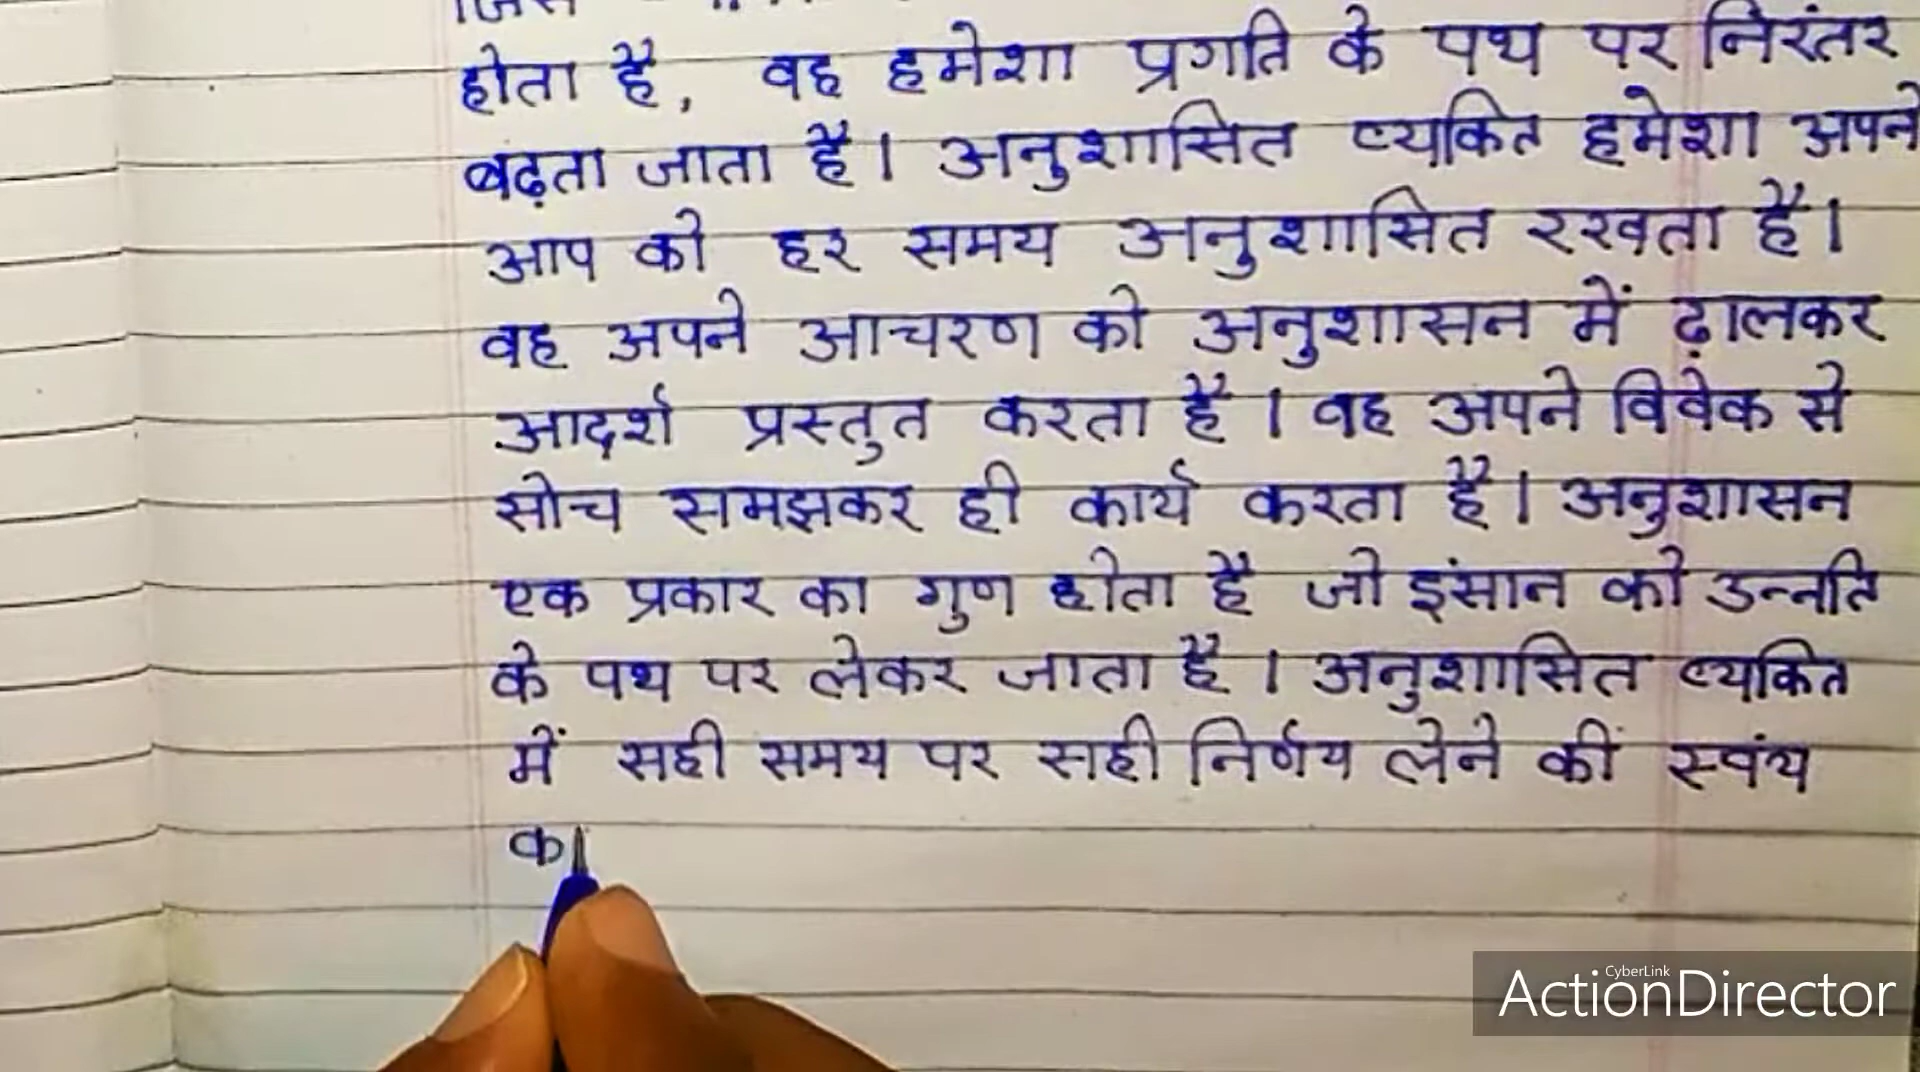 जिस
होता है, वह हमेशा प्रगति के पथ पर निरंतर
बढ़ता जाता है। अनुशासित व्यकित हमेशा अपने
आप को हर समय अनुशासित रखता है।
वह अपने आचरण को अनुशासन में ढ़ालकर
आदर्श प्रस्तुत करता है। वह अपने विवेक से
सोच समझकर ही कार्य करता है। अनुशासन
एक प्रकार का गुण होता है जो इंसान को उन्नति
के पथ पर लेकर जाता है। अनुशासित व्यकित
में सही समय पर सही निर्णय लेने कीं स्वंय
क
CyberLink
ActionDirector